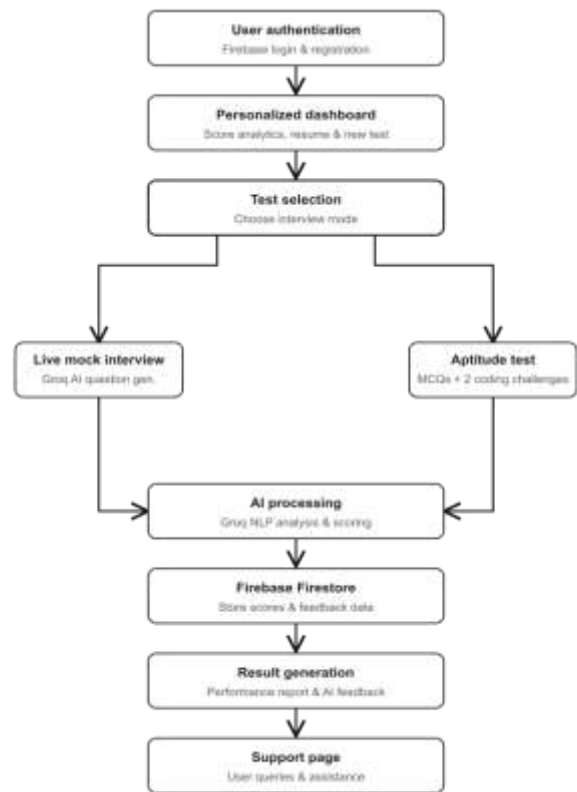 User authentication
Firebase login & registration
Personalized dashboard
Score analytics, resume & new test
Test selection
Choose interview mode
Live mock interview
Groq AI question gen.
Aptitude test
MCQs + 2 coding challenges
AI processing
Groq NLP analysis & scoring
Firebase Firestore
Store scores & feedback data
Result generation
Performance report & AI feedback
Support page
User queries & assistance